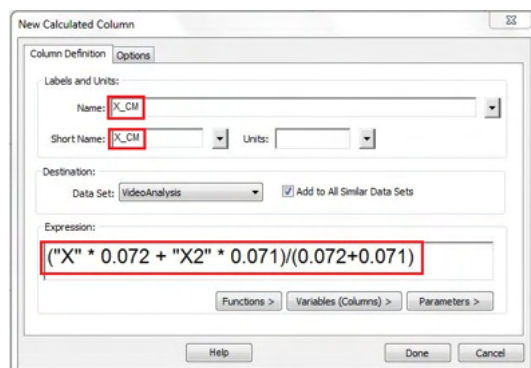 New Calculated Column
Column Definition Options
Labels and Units:
Name: X_CM
Short Name: X_CM Units:
Destination:
Data Set: VideoAnalysis Add to All Similar Data Sets
Expression:
("X" * 0.072 + "X2" * 0.071)/(0.072+0.071)
Functions > Variables (Columns) > Parameters >
Help Done Cancel